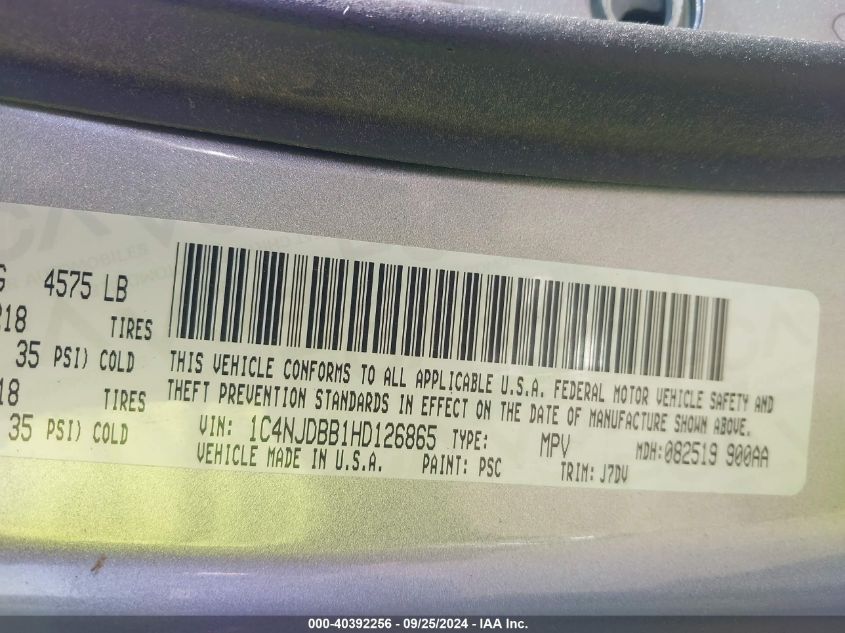 G 4575 LB
218 TIRES
35 PSI) COLD
18 TIRES
35 PSI) COLD
THIS VEHICLE CONFORMS TO ALL APPLICABLE U.S.A. FEDERAL MOTOR VEHICLE SAFETY AND
THEFT PREVENTION STANDARDS IN EFFECT ON THE DATE OF MANUFACTURE SHOWN ABOVE.
VIN: 1C4NJDBB1HD126865 TYPE: MPV MDH:082519 900AA
VEHICLE MADE IN U.S.A. PAINT: PSC TRIM: J7DV
000-40392256 - 09/25/2024 - IAA Inc.